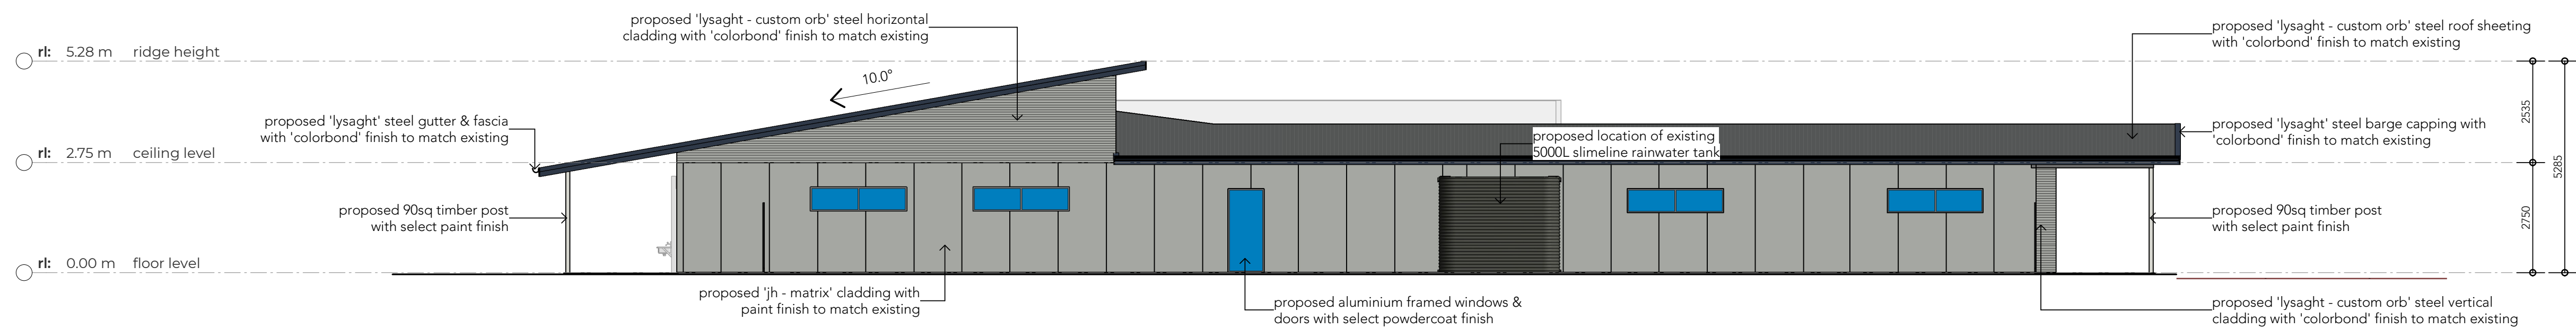 proposed 'lysaght - custom orb' steel horizontal
cladding with 'colorbond' finish to match existing
proposed 'lysaght - custom orb' steel roof sheeting
with 'colorbond' finish to match existing
rl: 5.28 m ridge height
10.0°
proposed 'lysaght' steel gutter & fascia
with 'colorbond' finish to match existing
proposed location of existing
5000L slimeline rainwater tank
proposed 'lysaght' steel barge capping with
'colorbond' finish to match existing
2535
rl: 2.75 m ceiling level
5285
proposed 90sq timber post
with select paint finish
proposed 90sq timber post
with select paint finish
2750
rl: 0.00 m floor level
proposed 'jh - matrix' cladding with
paint finish to match existing
proposed aluminium framed windows &
doors with select powdercoat finish
proposed 'lysaght - custom orb' steel vertical
cladding with 'colorbond' finish to match existing